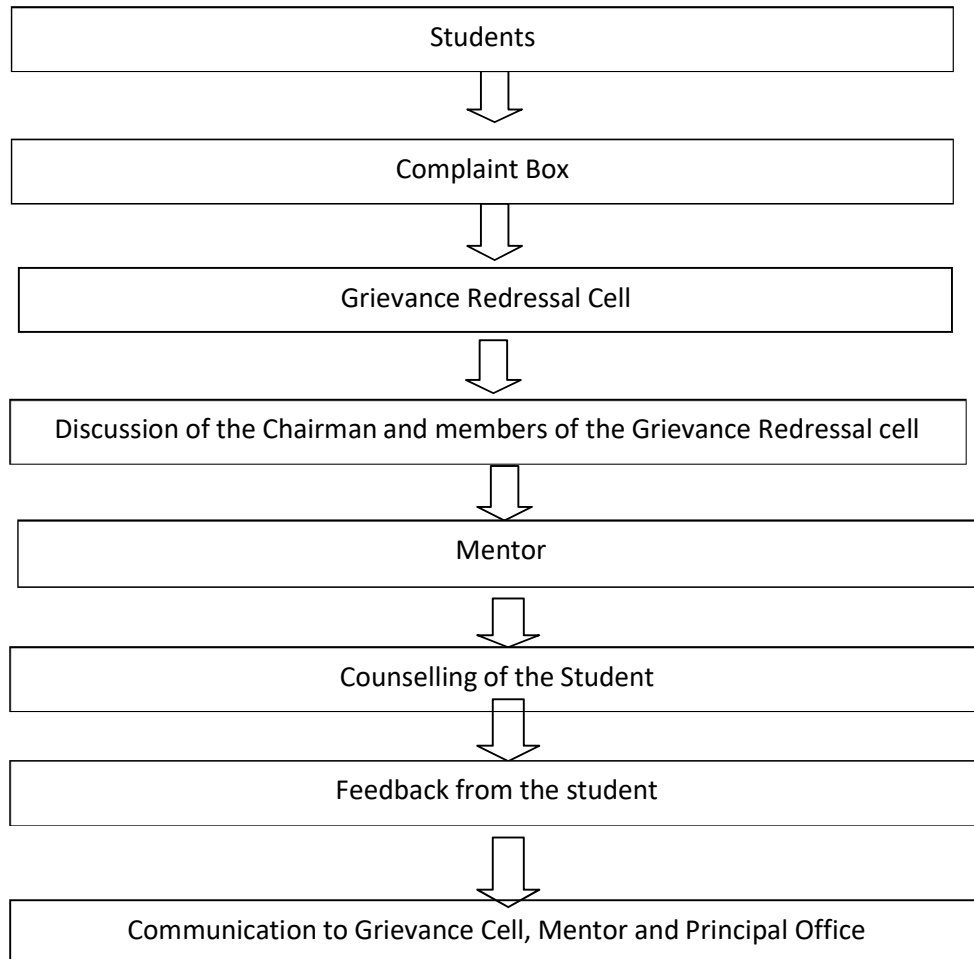 Students
Complaint Box
Grievance Redressal Cell
Discussion of the Chairman and members of the Grievance Redressal cell
Mentor
Counselling of the Student
Feedback from the student
Communication to Grievance Cell, Mentor and Principal Office